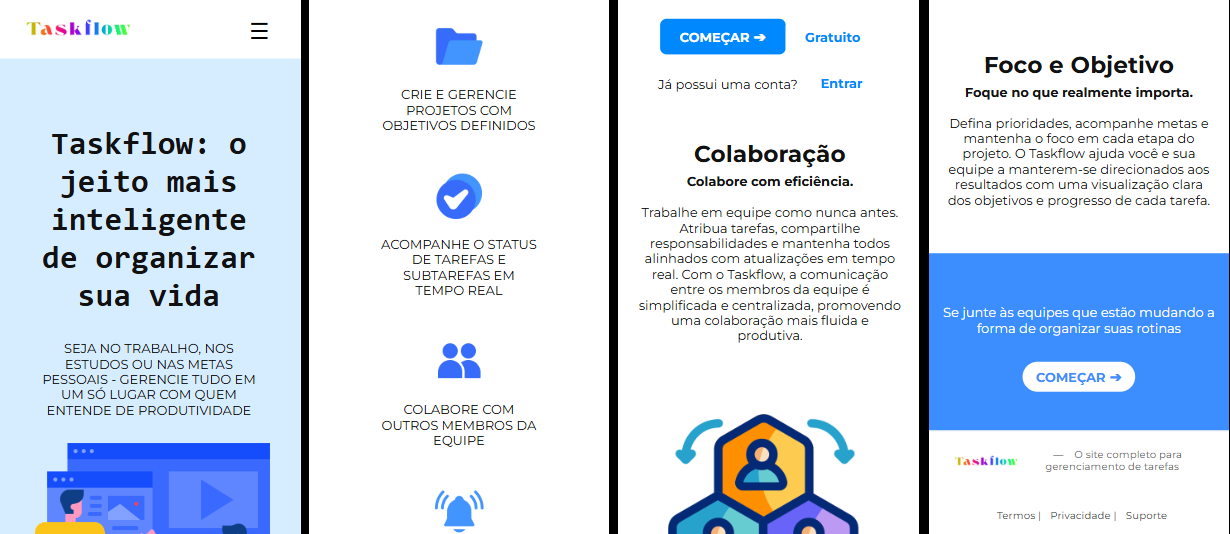 Taskflow
Taskflow: o
jeito mais
inteligente
de organizar
sua vida
SEJA NO TRABALHO, NOS
ESTUDOS OU NAS METAS
PESSOAIS - GERENCIE TUDO EM
UM SÓ LUGAR COM QUEM
ENTENDE DE PRODUTIVIDADE
CRIE E GERENCIE
PROJETOS COM
OBJETIVOS DEFINIDOS
ACOMPANHE O STATUS
DE TAREFAS E
SUBTAREFAS EM
TEMPO REAL
COLABORE COM
OUTROS MEMBROS DA
EQUIPE
COMEÇAR ➔ Gratuito
Já possui uma conta? Entrar
Colaboração
Colabore com eficiência.
Trabalhe em equipe como nunca antes.
Atribua tarefas, compartilhe
responsabilidades e mantenha todos
alinhados com atualizações em tempo
real. Com o Taskflow, a comunicação
entre os membros da equipe é
simplificada e centralizada, promovendo
uma colaboração mais fluida e
produtiva.
Foco e Objetivo
Foque no que realmente importa.
Defina prioridades, acompanhe metas e
mantenha o foco em cada etapa do
projeto. O Taskflow ajuda você e sua
equipe a manterem-se direcionados aos
resultados com uma visualização clara
dos objetivos e progresso de cada tarefa.
Se junte às equipes que estão mudando a
forma de organizar suas rotinas
COMEÇAR ➔
Taskflow — O site completo para
gerenciamento de tarefas
Termos | Privacidade | Suporte